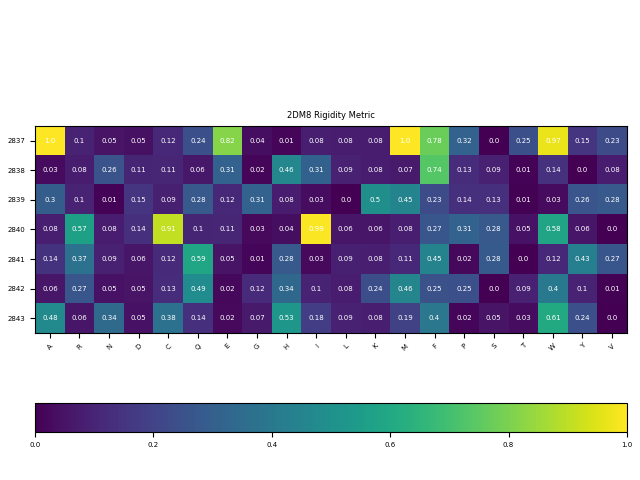 2DM8 Rigidity Metric
2837 1.0 0.1 0.05 0.05 0.12 0.24 0.82 0.04 0.01 0.08 0.08 0.08 1.0 0.78 0.32 0.0 0.25 0.97 0.15 0.23
2838 0.03 0.08 0.26 0.11 0.11 0.06 0.31 0.02 0.46 0.31 0.09 0.08 0.07 0.74 0.13 0.09 0.01 0.14 0.0 0.08
2839 0.3 0.1 0.01 0.15 0.09 0.28 0.12 0.31 0.08 0.03 0.0 0.5 0.45 0.23 0.14 0.13 0.01 0.03 0.26 0.28
2840 0.08 0.57 0.08 0.14 0.91 0.1 0.11 0.03 0.04 0.99 0.06 0.06 0.08 0.27 0.31 0.28 0.05 0.58 0.06 0.0
2841 0.14 0.37 0.09 0.06 0.12 0.59 0.05 0.01 0.28 0.03 0.09 0.08 0.11 0.45 0.02 0.28 0.0 0.12 0.43 0.27
2842 0.06 0.27 0.05 0.05 0.13 0.49 0.02 0.12 0.34 0.1 0.08 0.24 0.46 0.25 0.25 0.0 0.09 0.4 0.1 0.01
2843 0.48 0.06 0.34 0.05 0.38 0.14 0.02 0.07 0.53 0.18 0.09 0.08 0.19 0.4 0.02 0.05 0.03 0.61 0.24 0.0
A R N D C Q E G H I L K M F P S T W Y V
0.0 0.2 0.4 0.6 0.8 1.0